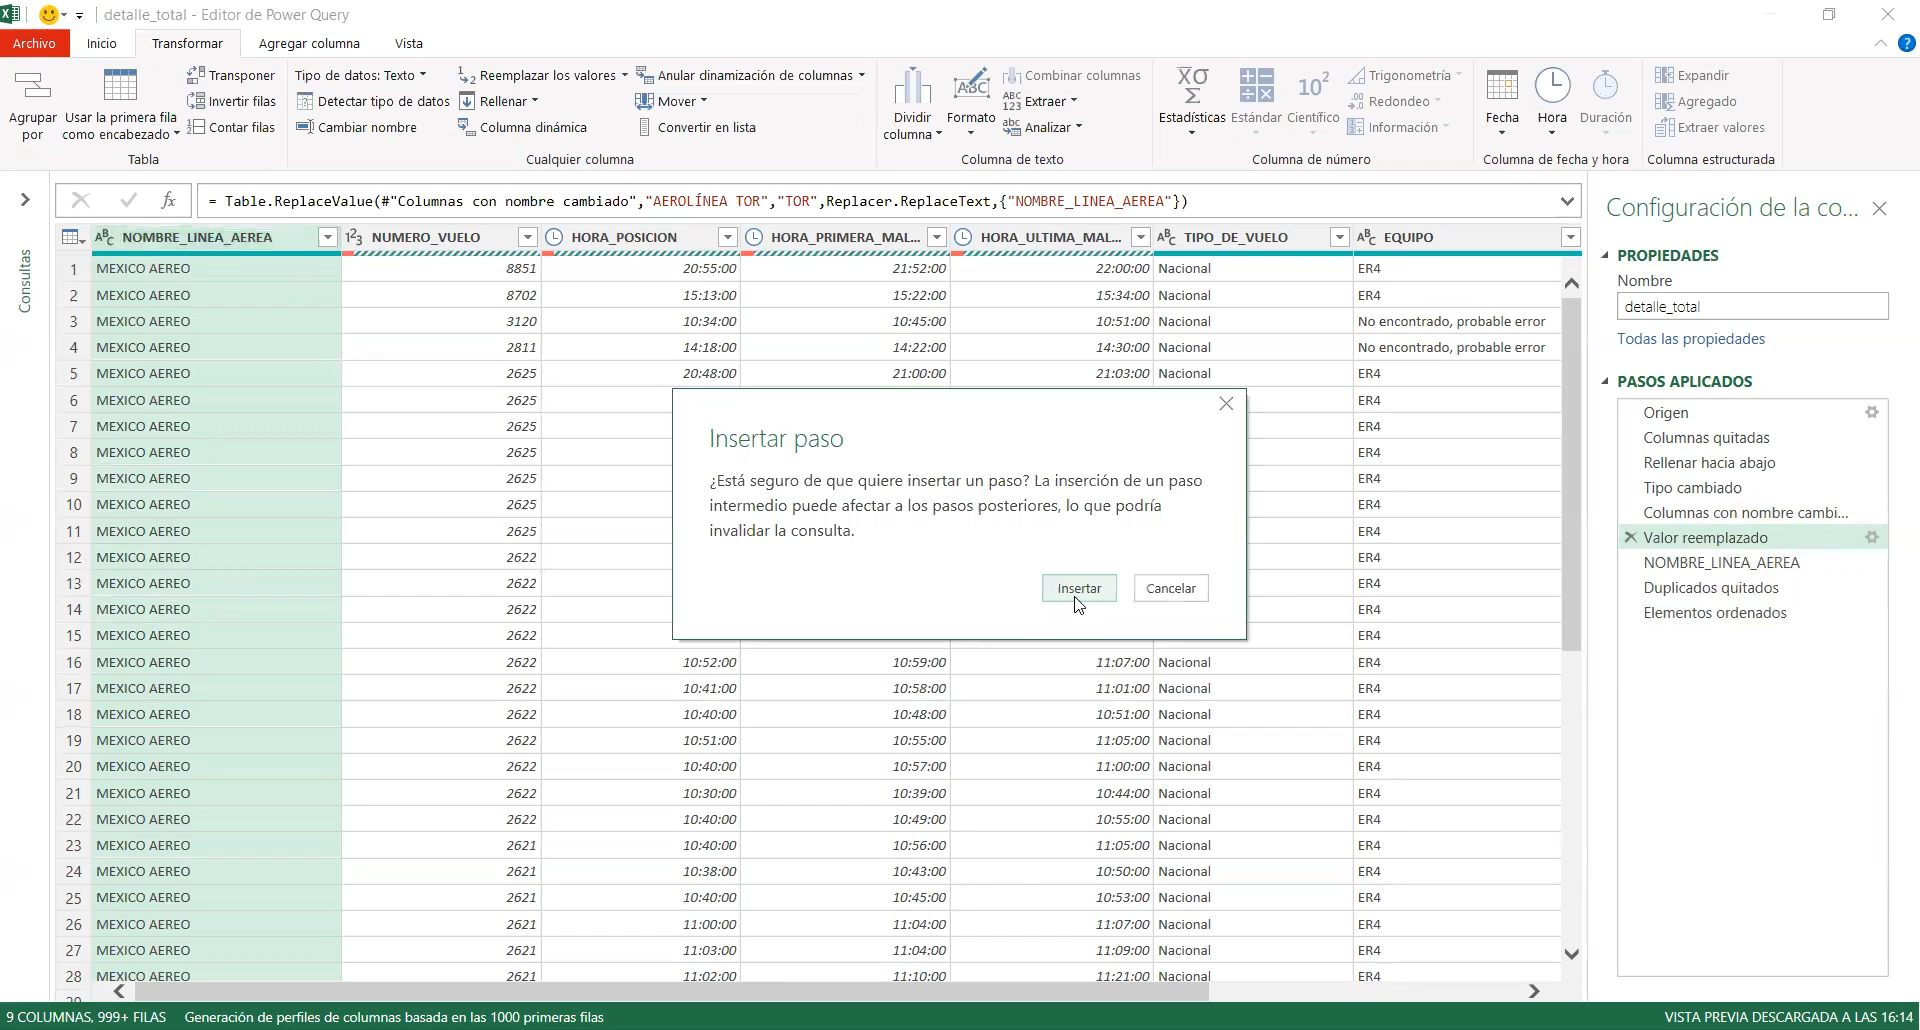 detalle_total - Editor de Power Query
Archivo
Inicio
Transformar
Agregar columna
Vista
Agrupar por
Usar la primera fila como encabezado
Transponer
Invertir filas
Contar filas
Tabla
Tipo de datos: Texto
Detectar tipo de datos
Cambiar nombre
Reemplazar los valores
Rellenar
Columna dinámica
Anular dinamización de columnas
Mover
Convertir en lista
Cualquier columna
Dividir columna
Formato
Combinar columnas
Extraer
Analizar
Columna de texto
Estadísticas
Estándar
Científico
Trigonometría
Redondeo
Información
Columna de número
Fecha
Hora
Duración
Columna de fecha y hora
Expandir
Agregado
Extraer valores
Columna estructurada
= Table.ReplaceValue(#"Columnas con nombre cambiado","AEROLÍNEA TOR","TOR",Replacer.ReplaceText,{"NOMBRE_LINEA_AEREA"})
Consultas
NOMBRE_LINEA_AEREA NUMERO_VUELO HORA_POSICION HORA_PRIMERA_MAL... HORA_ULTIMA_MAL... TIPO_DE_VUELO EQUIPO
1 MEXICO AEREO 8851 20:55:00 21:52:00 22:00:00 Nacional ER4
2 MEXICO AEREO 8702 15:13:00 15:22:00 15:34:00 Nacional ER4
3 MEXICO AEREO 3120 10:34:00 10:45:00 10:51:00 Nacional No encontrado, probable error
4 MEXICO AEREO 2811 14:18:00 14:22:00 14:30:00 Nacional No encontrado, probable error
5 MEXICO AEREO 2625 20:48:00 21:00:00 21:03:00 Nacional ER4
6 MEXICO AEREO 2625 ER4
7 MEXICO AEREO 2625 ER4
8 MEXICO AEREO 2625 ER4
9 MEXICO AEREO 2625 ER4
10 MEXICO AEREO 2625 ER4
11 MEXICO AEREO 2625 ER4
12 MEXICO AEREO 2622 ER4
13 MEXICO AEREO 2622 ER4
14 MEXICO AEREO 2622 ER4
15 MEXICO AEREO 2622 ER4
16 MEXICO AEREO 2622 10:52:00 10:59:00 11:07:00 Nacional ER4
17 MEXICO AEREO 2622 10:41:00 10:58:00 11:01:00 Nacional ER4
18 MEXICO AEREO 2622 10:40:00 10:48:00 10:51:00 Nacional ER4
19 MEXICO AEREO 2622 10:51:00 10:55:00 11:05:00 Nacional ER4
20 MEXICO AEREO 2622 10:40:00 10:57:00 11:00:00 Nacional ER4
21 MEXICO AEREO 2622 10:30:00 10:39:00 10:44:00 Nacional ER4
22 MEXICO AEREO 2622 10:40:00 10:49:00 10:55:00 Nacional ER4
23 MEXICO AEREO 2621 10:40:00 10:56:00 11:05:00 Nacional ER4
24 MEXICO AEREO 2621 10:38:00 10:43:00 10:50:00 Nacional ER4
25 MEXICO AEREO 2621 10:40:00 10:45:00 10:53:00 Nacional ER4
26 MEXICO AEREO 2621 11:00:00 11:04:00 11:07:00 Nacional ER4
27 MEXICO AEREO 2621 11:03:00 11:04:00 11:09:00 Nacional ER4
28 MEXICO AEREO 2621 11:02:00 11:10:00 11:21:00 Nacional ER4
Insertar paso
¿Está seguro de que quiere insertar un paso? La inserción de un paso
intermedio puede afectar a los pasos posteriores, lo que podría
invalidar la consulta.
Insertar
Cancelar
Configuración de la co...
PROPIEDADES
Nombre
detalle_total
Todas las propiedades
PASOS APLICADOS
Origen
Columnas quitadas
Rellenar hacia abajo
Tipo cambiado
Columnas con nombre cambi...
Valor reemplazado
NOMBRE_LINEA_AEREA
Duplicados quitados
Elementos ordenados
9 COLUMNAS, 999+ FILAS
Generación de perfiles de columnas basada en las 1000 primeras filas
VISTA PREVIA DESCARGADA A LAS 16:14